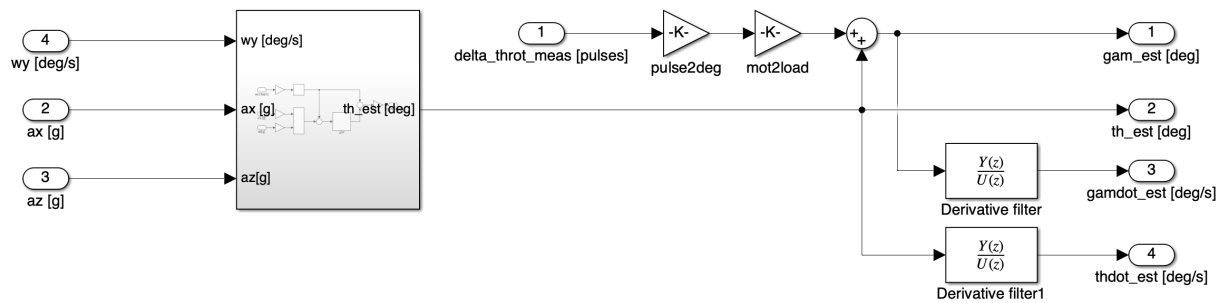 4
wy [deg/s]
2
ax [g]
3
az [g]
wy [deg/s]
ax [g]
az[g]
th_est [deg]
1
delta_throt_meas [pulses]
-K-
pulse2deg
-K-
mot2load
++
1
gam_est [deg]
2
th_est [deg]
Y(z)
U(z)
Derivative filter
3
gamdot_est [deg/s]
Y(z)
U(z)
Derivative filter1
4
thdot_est [deg/s]